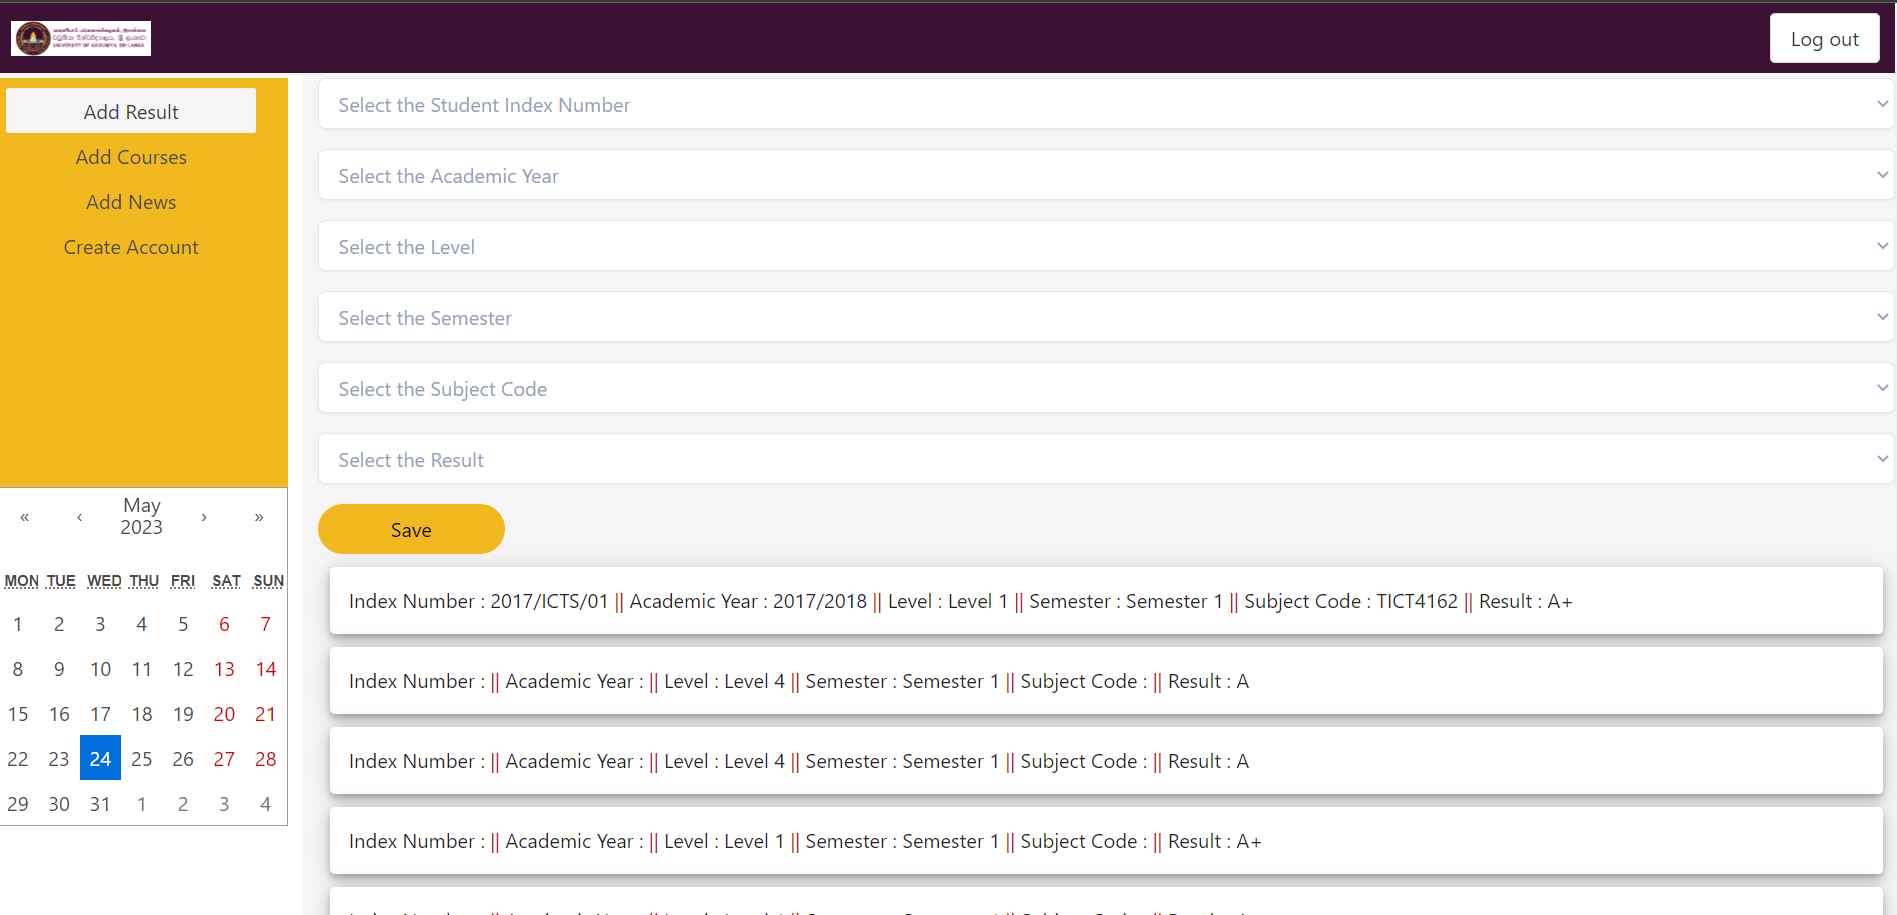 UNIVERSITY OF VAVUNIYA, SRI LANKA
Log out
Add Result
Add Courses
Add News
Create Account
Select the Student Index Number
Select the Academic Year
Select the Level
Select the Semester
Select the Subject Code
Select the Result
Save
« ‹ May 2023 › »
MON TUE WED THU FRI SAT SUN
1 2 3 4 5 6 7
8 9 10 11 12 13 14
15 16 17 18 19 20 21
22 23 24 25 26 27 28
29 30 31 1 2 3 4
Index Number : 2017/ICTS/01 || Academic Year : 2017/2018 || Level : Level 1 || Semester : Semester 1 || Subject Code : TICT4162 || Result : A+
Index Number : || Academic Year : || Level : Level 4 || Semester : Semester 1 || Subject Code : || Result : A
Index Number : || Academic Year : || Level : Level 4 || Semester : Semester 1 || Subject Code : || Result : A
Index Number : || Academic Year : || Level : Level 1 || Semester : Semester 1 || Subject Code : || Result : A+